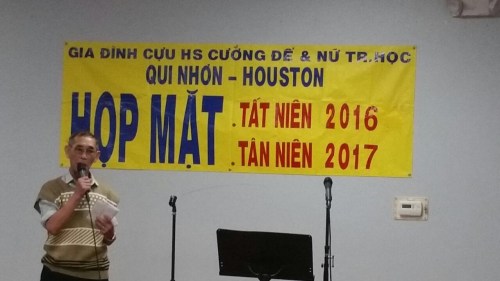 GIA ĐÌNH CỰU HS CƯỜNG ĐỂ & NỮ TR.HỌC
QUI NHƠN - HOUSTON
HỌP MẶT
. TẤT NIÊN 2016
. TÂN NIÊN 2017